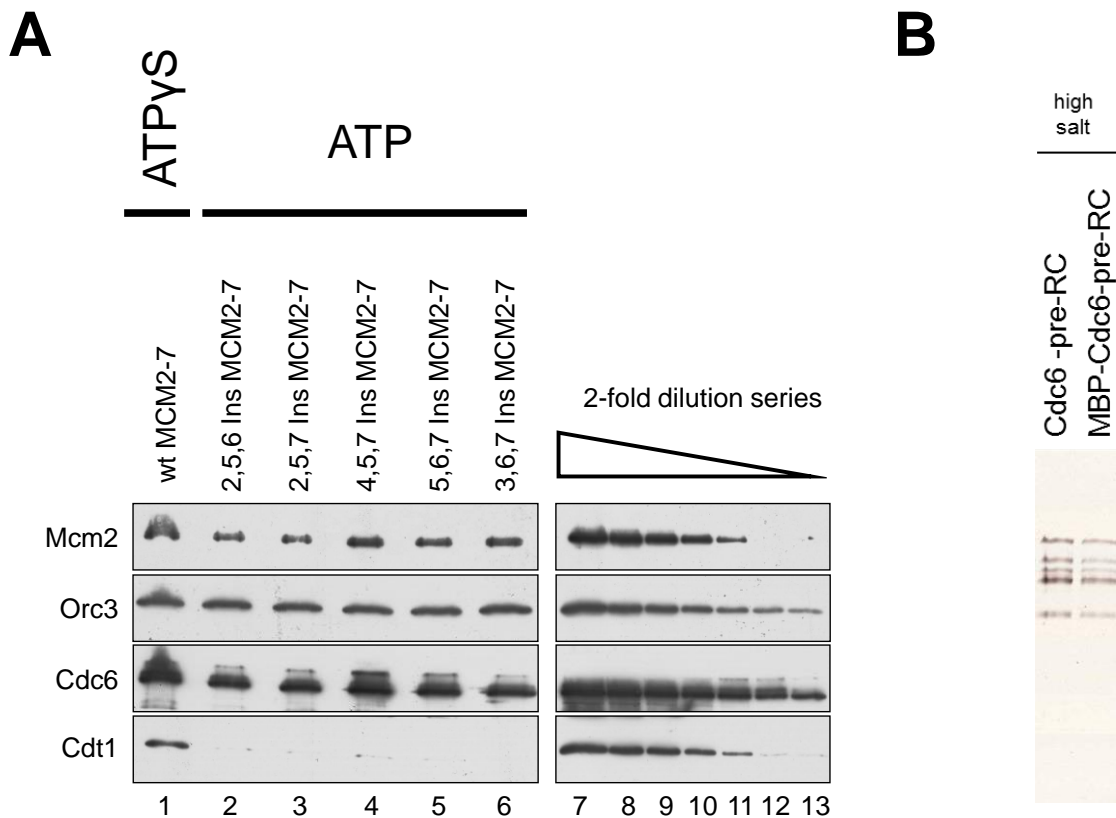 A
B
ATPγS
ATP
high
salt
wt MCM2-7
2,5,6 Ins MCM2-7
2,5,7 Ins MCM2-7
4,5,7 Ins MCM2-7
5,6,7 Ins MCM2-7
3,6,7 Ins MCM2-7
2-fold dilution series
Cdc6 -pre-RC
MBP-Cdc6-pre-RC
Mcm2
Orc3
Cdc6
Cdt1
1 2 3 4 5 6 7 8 9 10 11 12 13